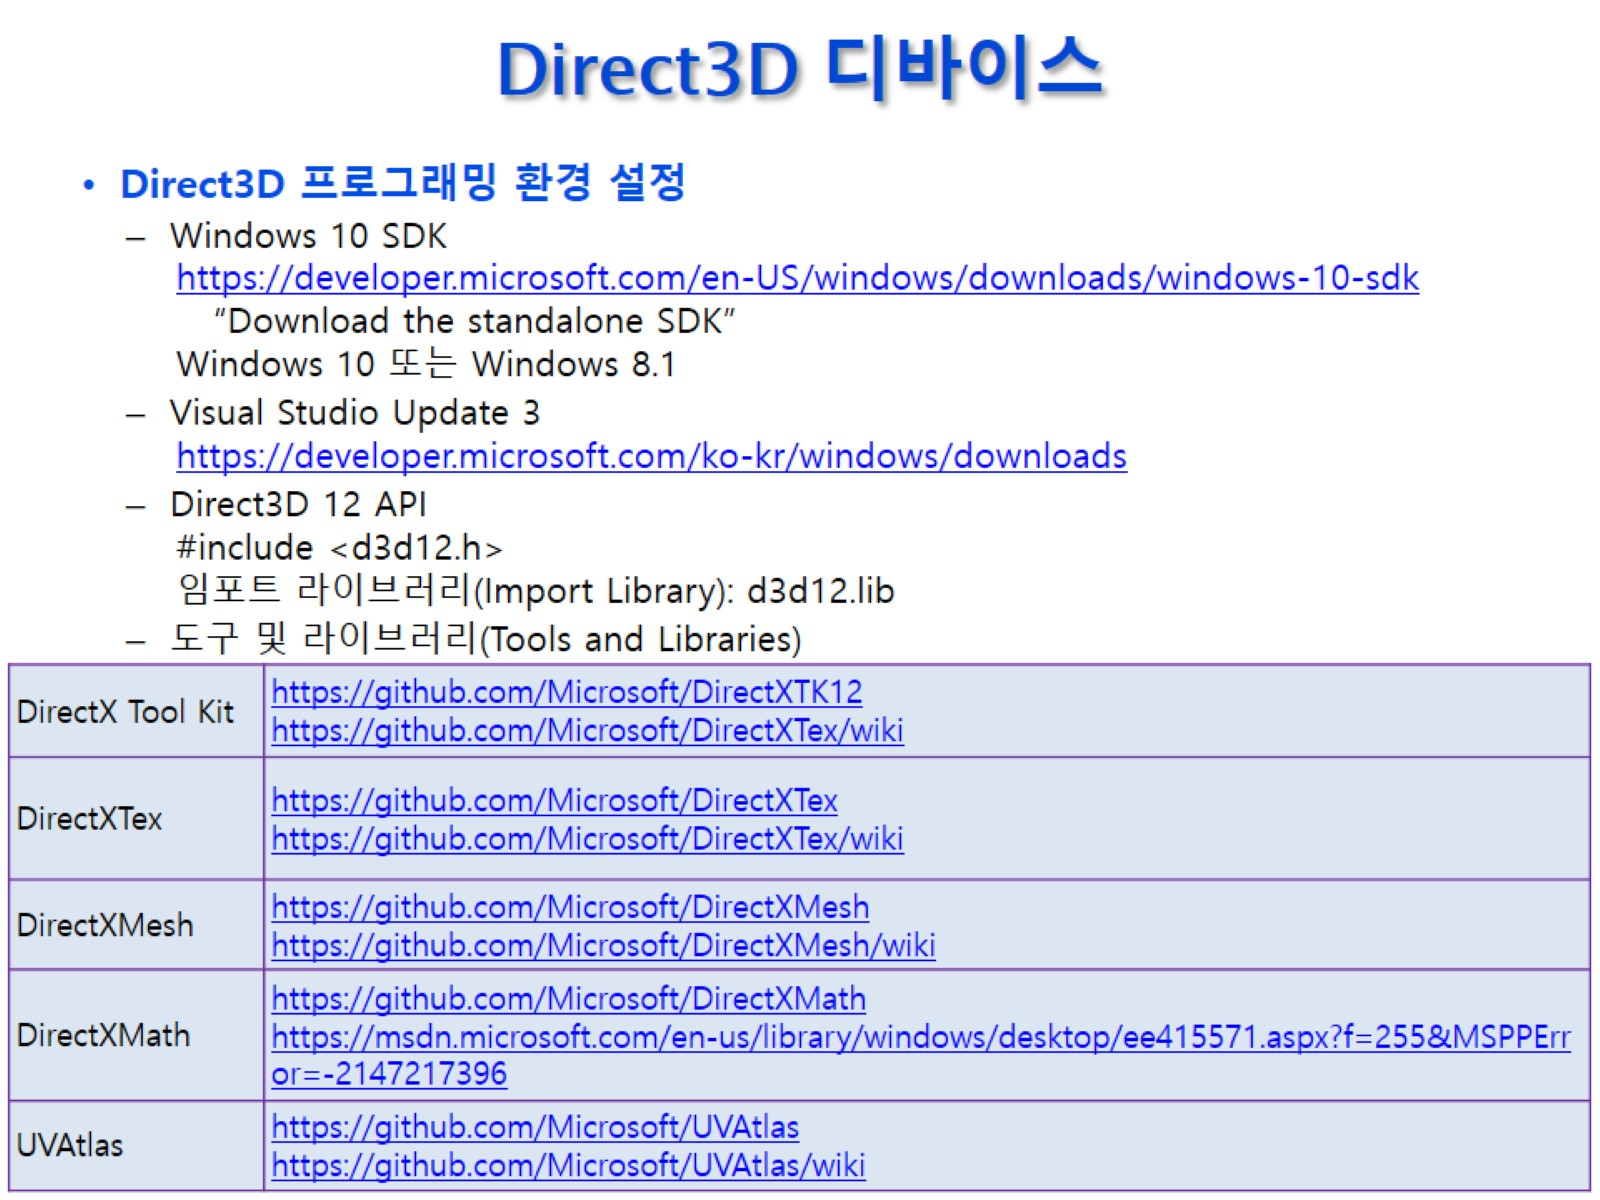 Direct3D 디바이스
• Direct3D 프로그래밍 환경 설정
– Windows 10 SDK
https://developer.microsoft.com/en-US/windows/downloads/windows-10-sdk
“Download the standalone SDK”
Windows 10 또는 Windows 8.1
– Visual Studio Update 3
https://developer.microsoft.com/ko-kr/windows/downloads
– Direct3D 12 API
#include <d3d12.h>
임포트 라이브러리(Import Library): d3d12.lib
– 도구 및 라이브러리(Tools and Libraries)
DirectX Tool Kit
https://github.com/Microsoft/DirectXTK12
https://github.com/Microsoft/DirectXTex/wiki
DirectXTex
https://github.com/Microsoft/DirectXTex
https://github.com/Microsoft/DirectXTex/wiki
DirectXMesh
https://github.com/Microsoft/DirectXMesh
https://github.com/Microsoft/DirectXMesh/wiki
DirectXMath
https://github.com/Microsoft/DirectXMath
https://msdn.microsoft.com/en-us/library/windows/desktop/ee415571.aspx?f=255&MSPPErr
or=-2147217396
UVAtlas
https://github.com/Microsoft/UVAtlas
https://github.com/Microsoft/UVAtlas/wiki